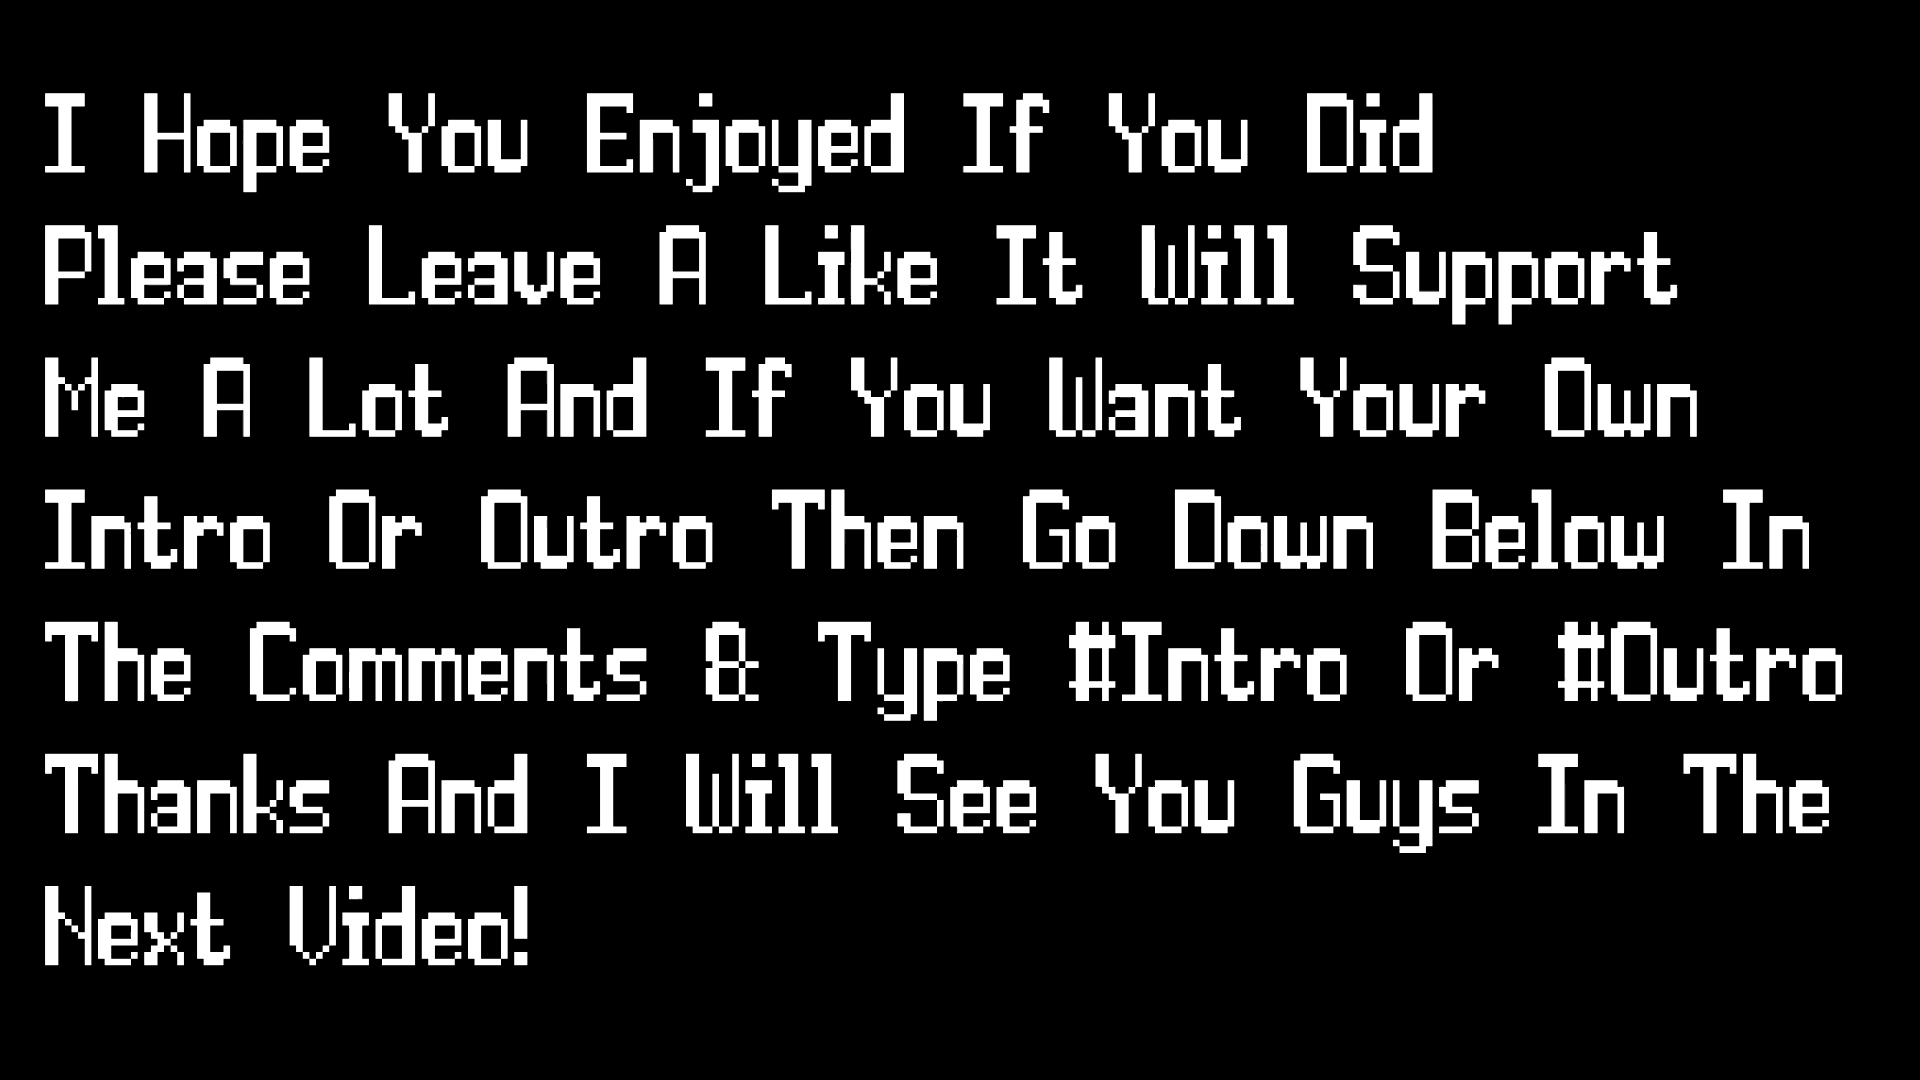 I Hope You Enjoyed If You Did
Please Leave A Like It Will Support
Me A Lot And If You Want Your Own
Intro Or Outro Then Go Down Below In
The Comments & Type #Intro Or #Outro
Thanks And I Will See You Guys In The
Next Video!